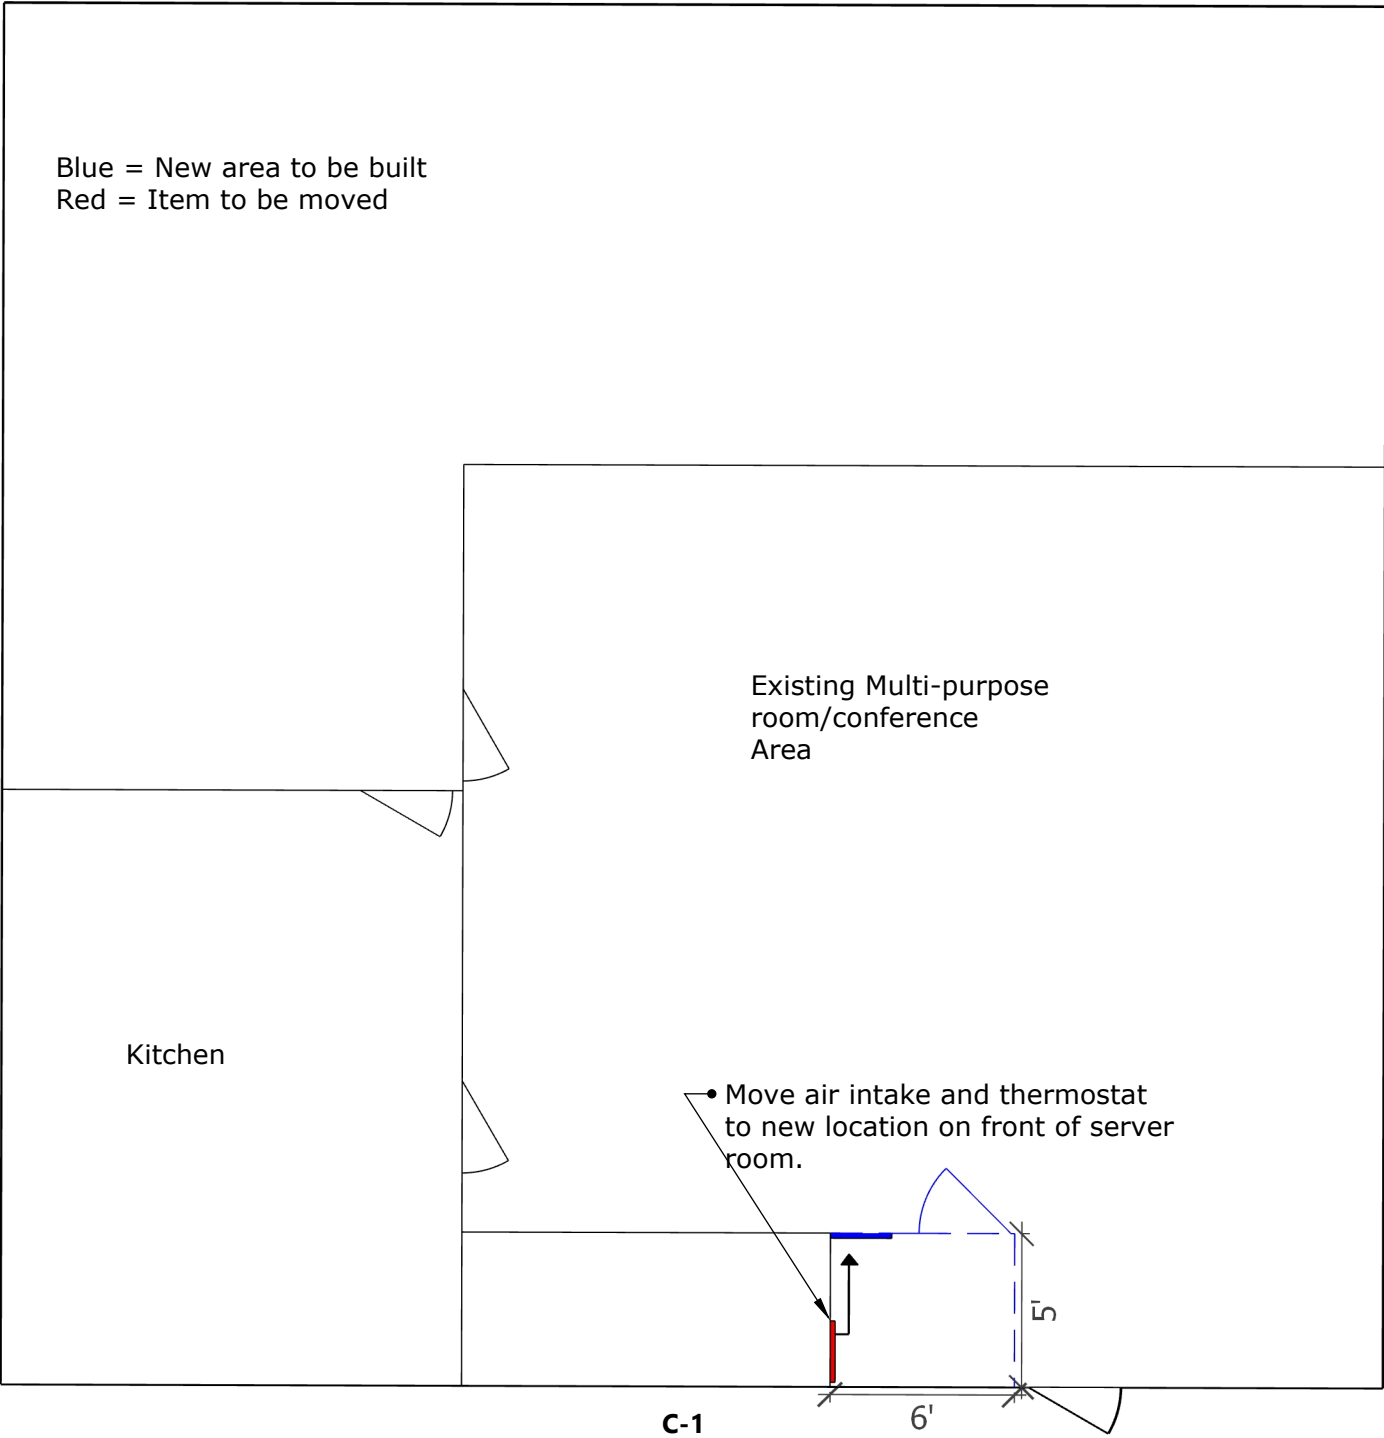 Blue = New area to be built
Red = Item to be moved
Existing Multi-purpose
room/conference
Area
Kitchen
Move air intake and thermostat
to new location on front of server
room.
5'
6'
C-1